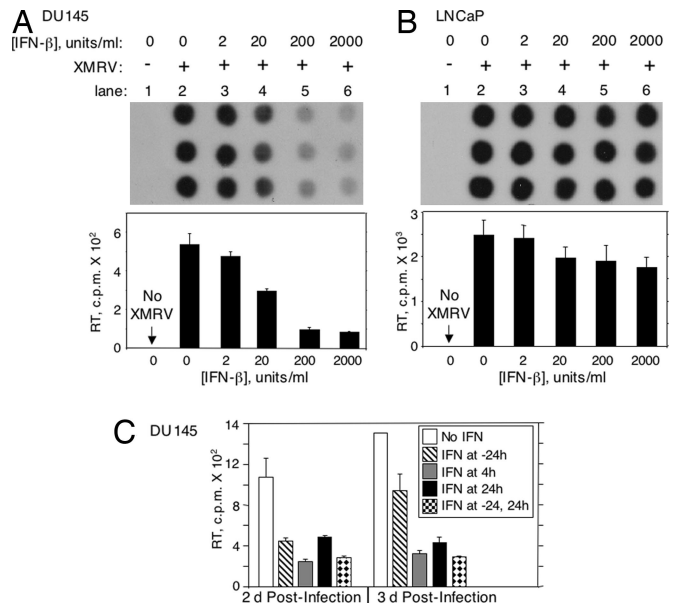 A DU145
[IFN-β], units/ml: 0 0 2 20 200 2000
XMRV: - + + + + +
lane: 1 2 3 4 5 6
RT, c.p.m. X 10²
6
4
2
0
No
XMRV
0 0 2 20 200 2000
[IFN-β], units/ml
B LNCaP
0 0 2 20 200 2000
- + + + + +
1 2 3 4 5 6
RT, c.p.m. X 10³
3
2
1
0
No
XMRV
0 0 2 20 200 2000
[IFN-β], units/ml
C DU145
RT, c.p.m. X 10²
14
12
8
4
0
No IFN
IFN at -24h
IFN at 4h
IFN at 24h
IFN at -24, 24h
2 d Post-Infection 3 d Post-Infection